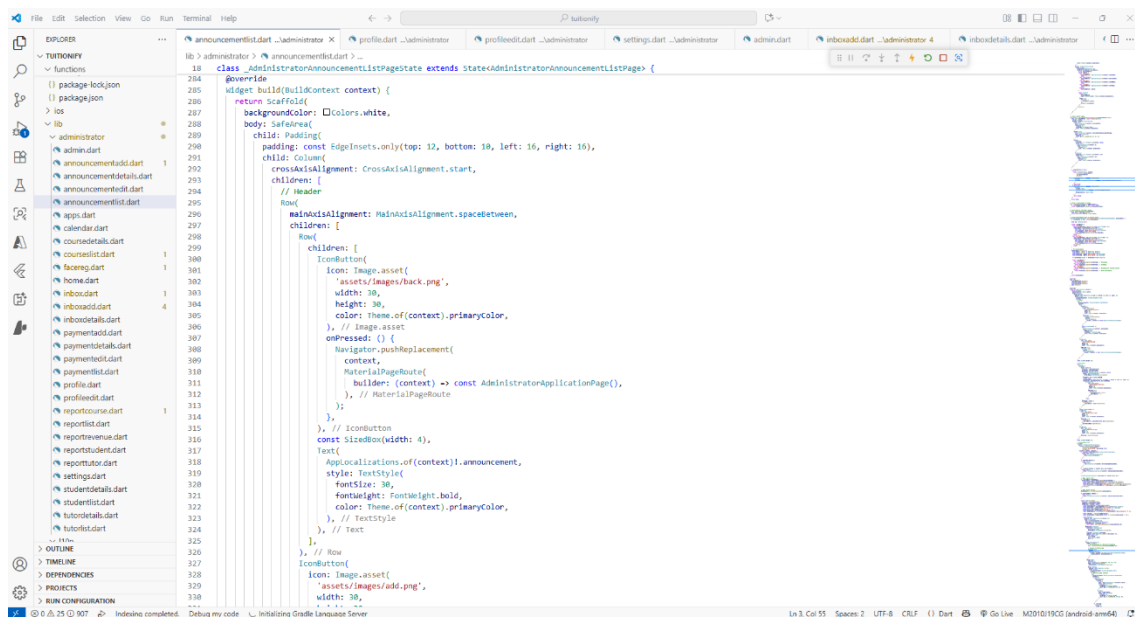 File Edit Selection View Go Run Terminal Help
tuitionify
EXPLORER
TUITIONIFY
functions
package-lock.json
package.json
ios
lib
administrator
admin.dart
announcementadd.dart 1
announcementdetails.dart
announcementedit.dart
announcementlist.dart
apps.dart
calendar.dart
coursedetails.dart
courseslist.dart 1
facereg.dart 1
home.dart
inbox.dart 1
inboxadd.dart 4
inboxdetails.dart
paymentadd.dart
paymentdetails.dart
paymentedit.dart
paymentlist.dart
profile.dart
profileedit.dart
reportcourse.dart 1
reportlist.dart
reportrevenue.dart
reportstudent.dart
reporttutor.dart
settings.dart
studentdetails.dart
studentlist.dart
tutordetails.dart
tutorlist.dart
OUTLINE
TIMELINE
DEPENDENCIES
PROJECTS
RUN CONFIGURATION
announcementlist.dart ...\administrator profile.dart ...\administrator profileedit.dart ...\administrator settings.dart ...\administrator admin.dart inboxadd.dart ...\administrator 4 inboxdetails.dart ...\administrator
lib > administrator > announcementlist.dart > ...
18 class _AdministratorAnnouncementListPageState extends State<AdministratorAnnouncementListPage> {
284 @override
285 Widget build(BuildContext context) {
286 return Scaffold(
287 backgroundColor: Colors.white,
288 body: SafeArea(
289 child: Padding(
290 padding: const EdgeInsets.only(top: 12, bottom: 10, left: 16, right: 16),
291 child: Column(
292 crossAxisAlignment: CrossAxisAlignment.start,
293 children: [
294 // Header
295 Row(
296 mainAxisAlignment: MainAxisAlignment.spaceBetween,
297 children: [
298 Row(
299 children: [
300 IconButton(
301 icon: Image.asset(
302 'assets/images/back.png',
303 width: 30,
304 height: 30,
305 color: Theme.of(context).primaryColor,
306 ), // Image.asset
307 onPressed: () {
308 Navigator.pushReplacement(
309 context,
310 MaterialPageRoute(
311 builder: (context) => const AdministratorApplicationPage(),
312 ), // MaterialPageRoute
313 );
314 },
315 ), // IconButton
316 const SizedBox(width: 4),
317 Text(
318 AppLocalizations.of(context)!.announcement,
319 style: TextStyle(
320 fontSize: 30,
321 fontWeight: FontWeight.bold,
322 color: Theme.of(context).primaryColor,
323 ), // TextStyle
324 ), // Text
325 ],
326 ), // Row
327 IconButton(
328 icon: Image.asset(
329 'assets/images/add.png',
330 width: 30,
0 25 907 Indexing completed. Debug my code Initializing Gradle Language Server Ln 3, Col 55 Spaces: 2 UTF-8 CRLF {} Dart Go Live M2010J19CG (android-arm64)